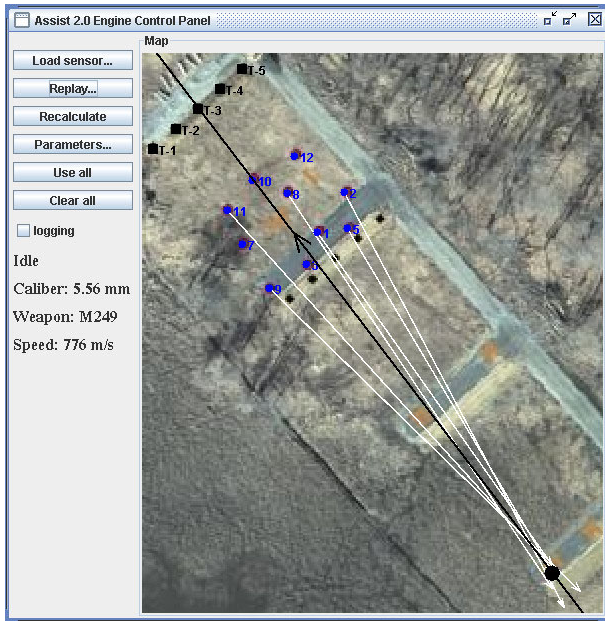 Assist 2.0 Engine Control Panel
Load sensor...
Replay...
Recalculate
Parameters...
Use all
Clear all
logging
Idle
Caliber: 5.56 mm
Weapon: M249
Speed: 776 m/s
Map
T-5
T-4
T-3
T-2
T-1
12
10
8
2
11
1
5
7
6
9